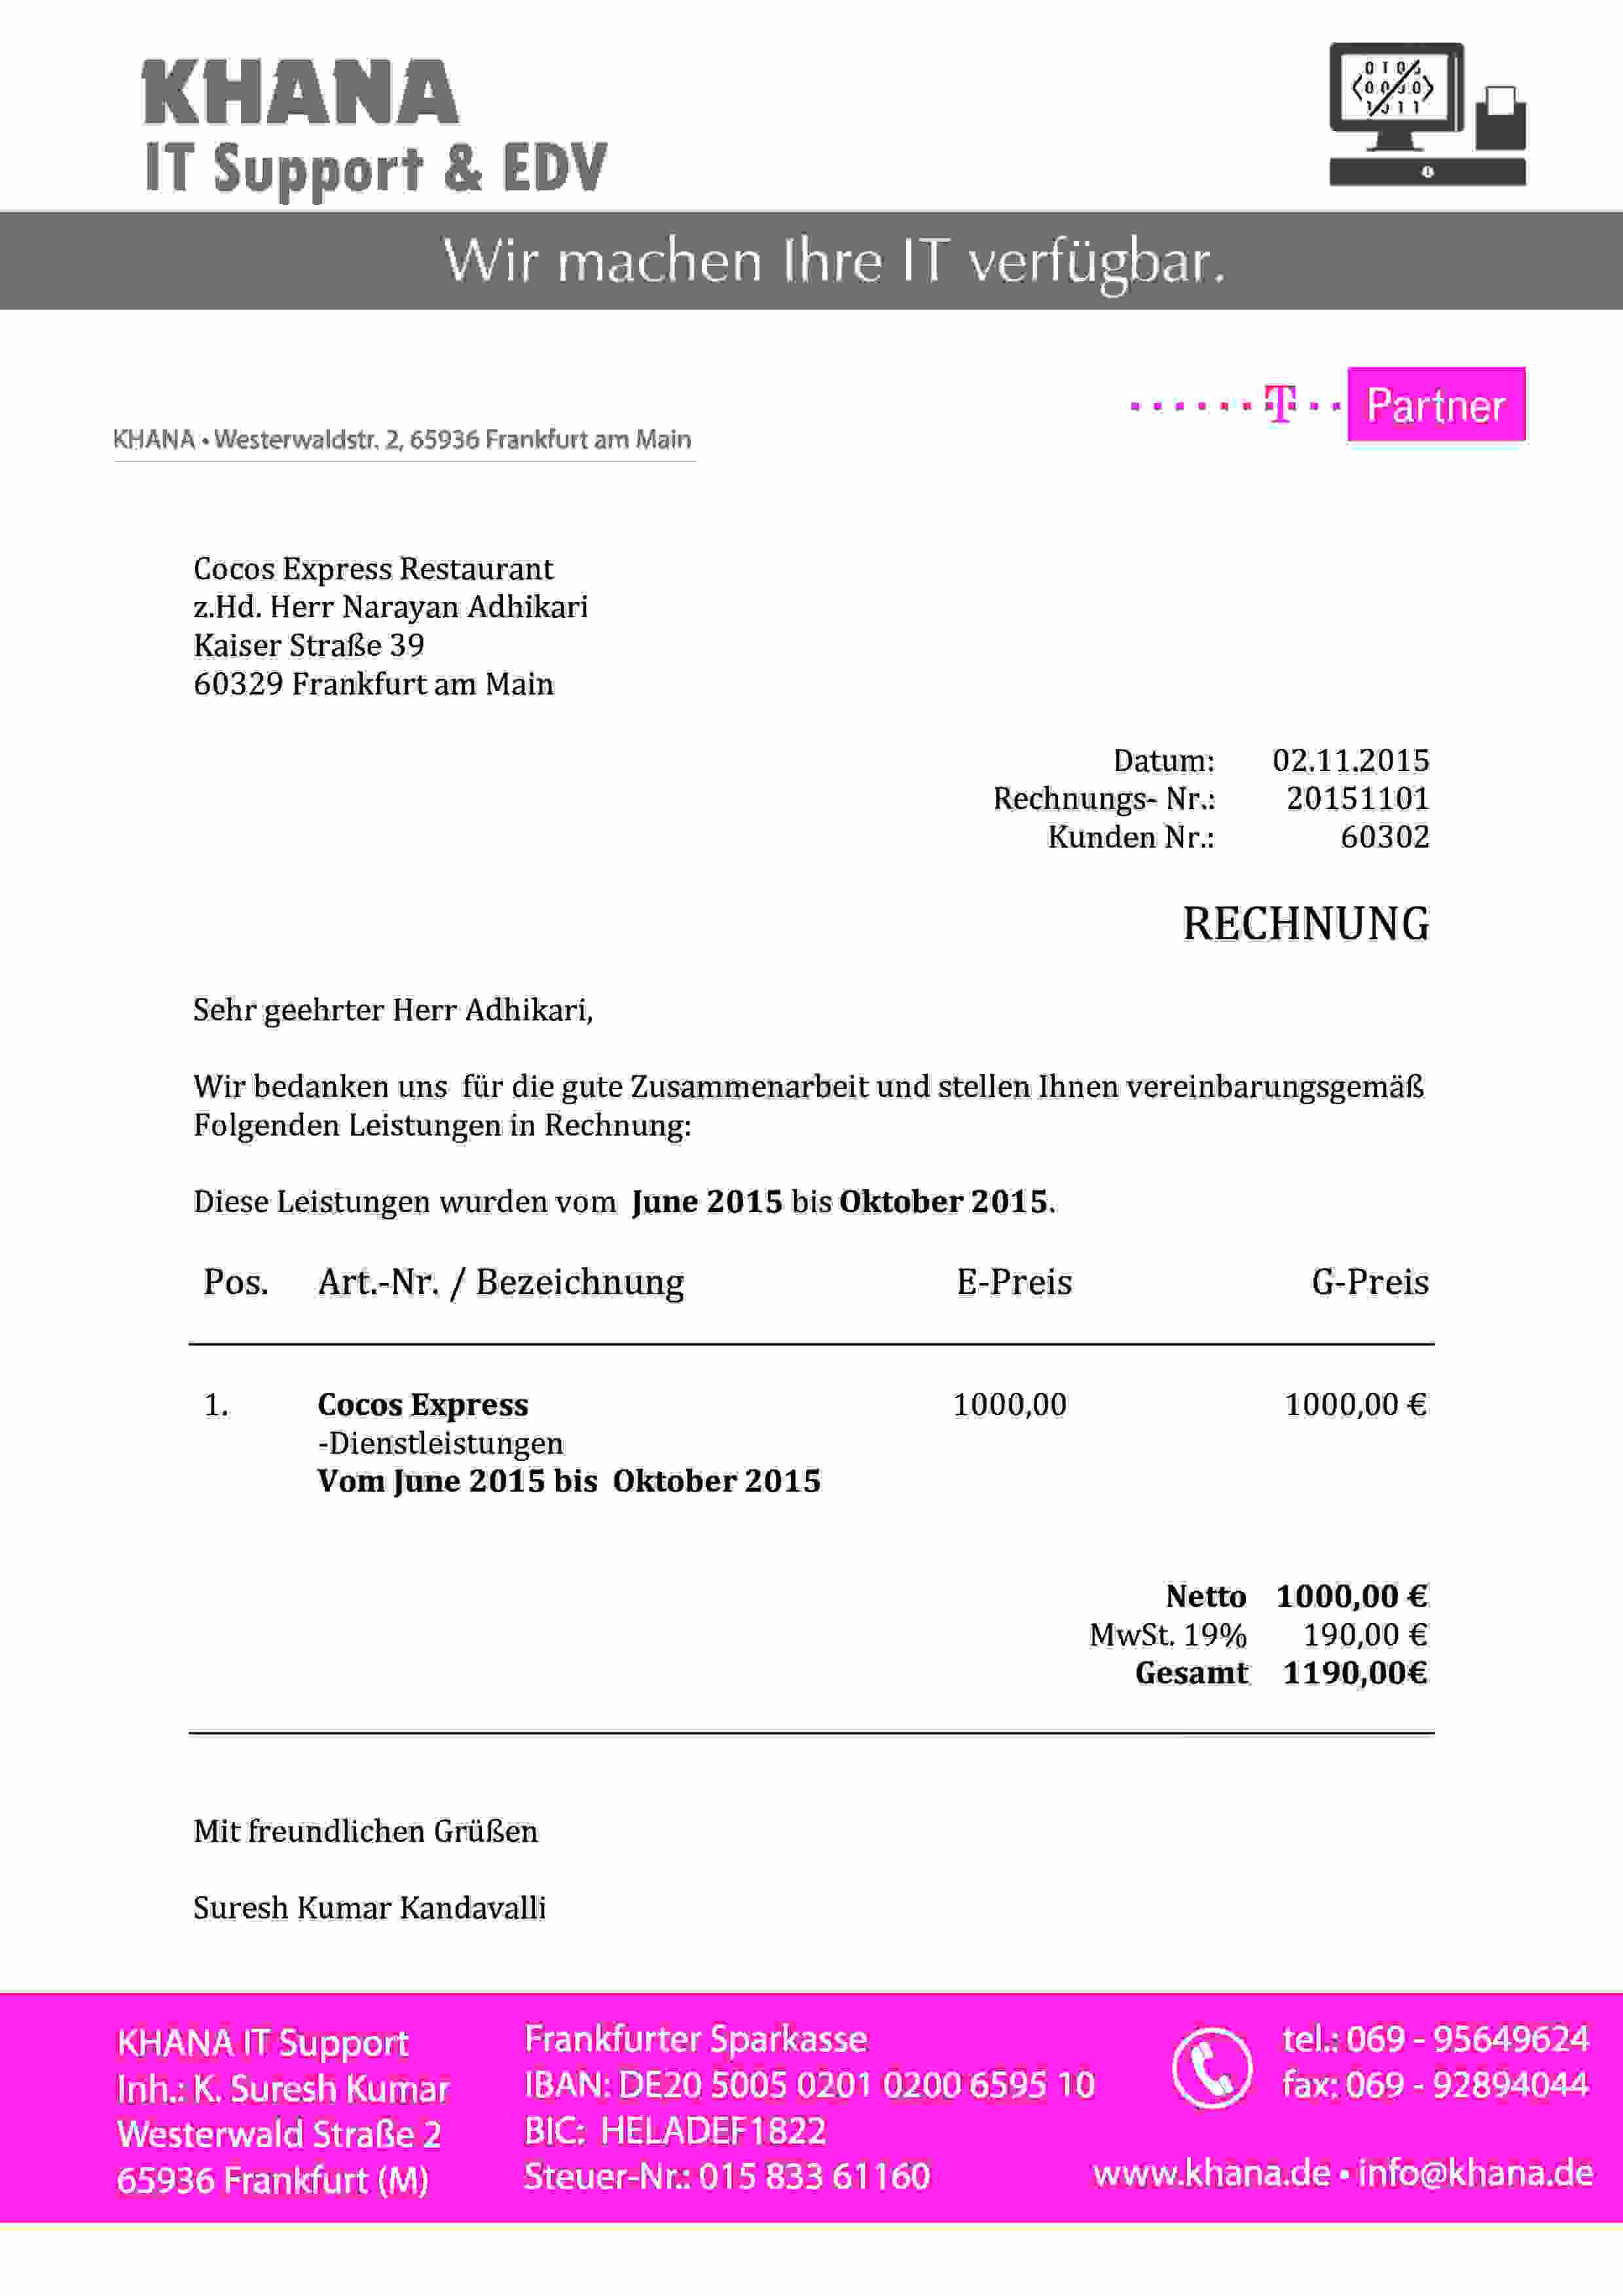 KHANA
IT Support & EDV
Wir machen Ihre IT verfügbar.
T Partner
KHANA • Westerwaldstr. 2, 65936 Frankfurt am Main
Cocos Express Restaurant
z.Hd. Herr Narayan Adhikari
Kaiser Straße 39
60329 Frankfurt am Main
Datum: 02.11.2015
Rechnungs- Nr.: 20151101
Kunden Nr.: 60302
RECHNUNG
Sehr geehrter Herr Adhikari,
Wir bedanken uns für die gute Zusammenarbeit und stellen Ihnen vereinbarungsgemäß
Folgenden Leistungen in Rechnung:
Diese Leistungen wurden vom June 2015 bis Oktober 2015.
Pos. Art.-Nr. / Bezeichnung E-Preis G-Preis
1. Cocos Express 1000,00 1000,00 €
-Dienstleistungen
Vom June 2015 bis Oktober 2015
Netto 1000,00 €
MwSt. 19% 190,00 €
Gesamt 1190,00€
Mit freundlichen Grüßen
Suresh Kumar Kandavalli
KHANA IT Support
Inh.: K. Suresh Kumar
Westerwald Straße 2
65936 Frankfurt (M)
Frankfurter Sparkasse
IBAN: DE20 5005 0201 0200 6595 10
BIC: HELADEF1822
Steuer-Nr.: 015 833 61160
tel.: 069 - 95649624
fax: 069 - 92894044
www.khana.de • info@khana.de